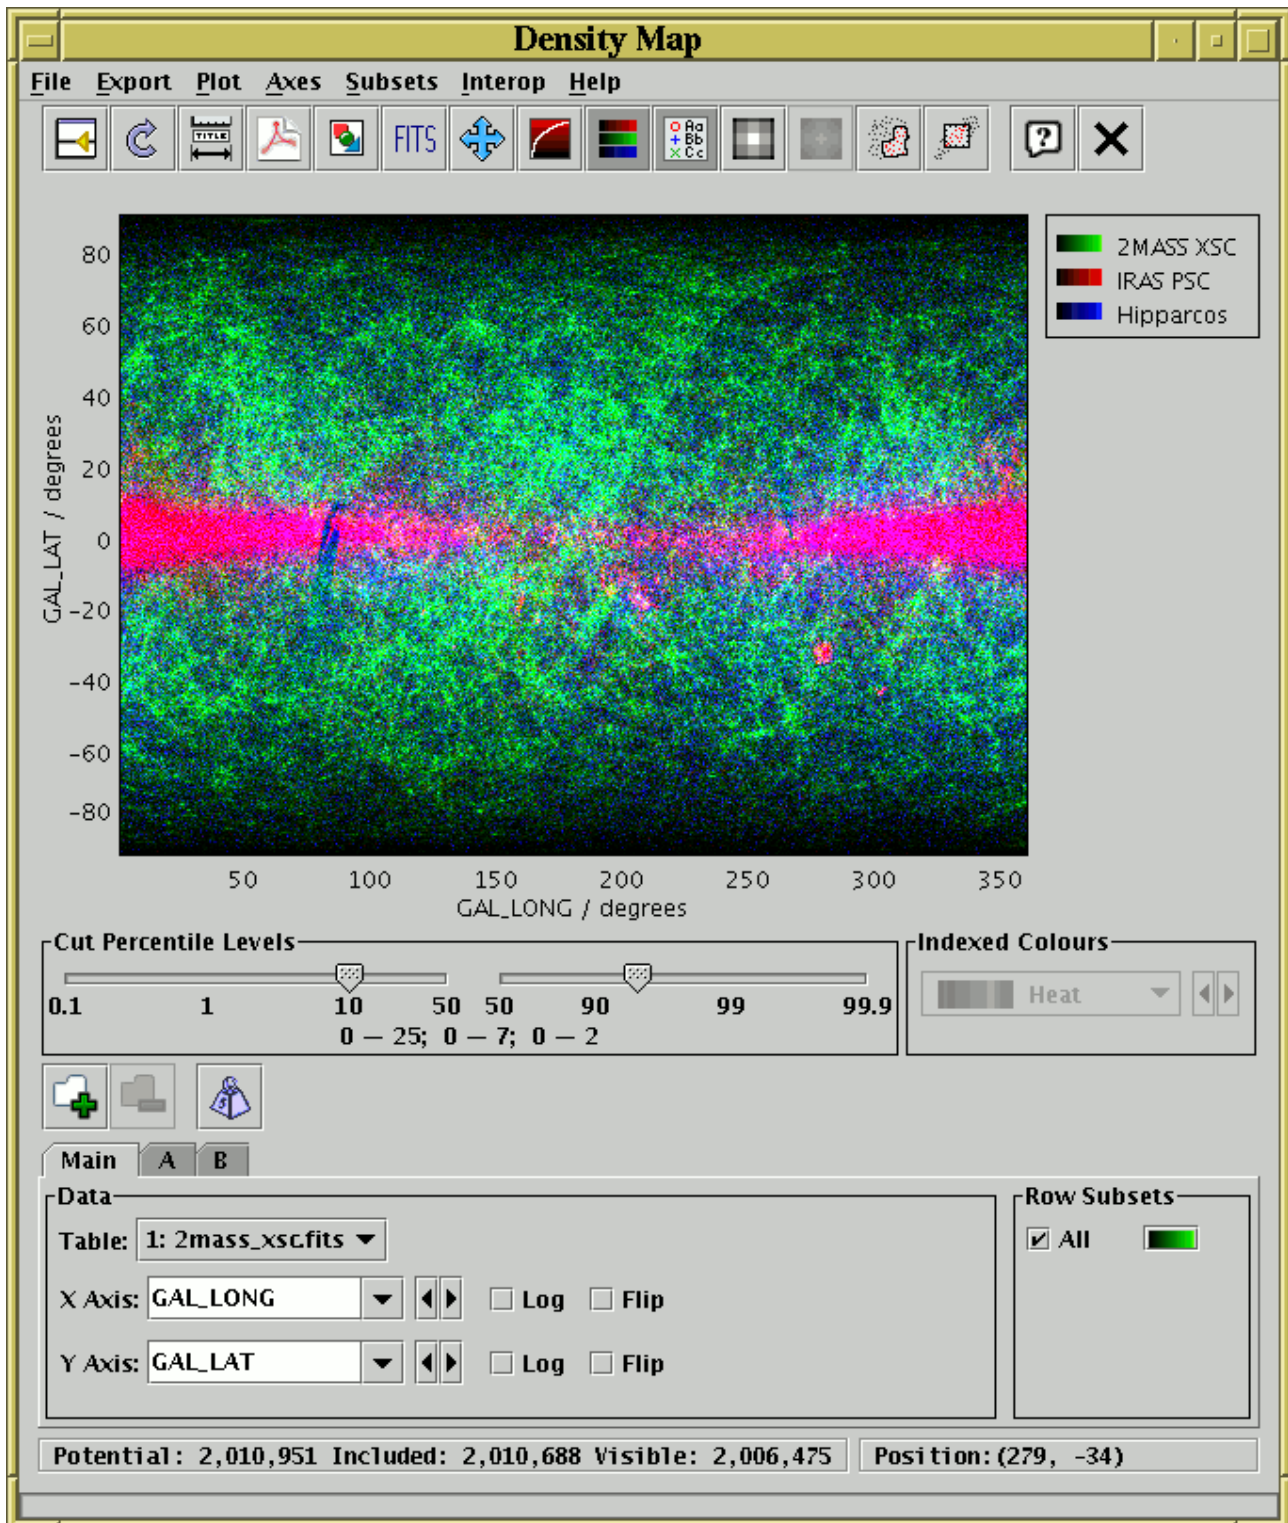 Density Map
File Export Plot Axes Subsets Interop Help
TITLE
FITS
Aa
Bb
Cc
80
60
40
20
0
-20
-40
-60
-80
GAL_LAT / degrees
50 100 150 200 250 300 350
GAL_LONG / degrees
2MASS XSC
IRAS PSC
Hipparcos
Cut Percentile Levels
0.1 1 10 50 50 90 99 99.9
0 — 25; 0 — 7; 0 — 2
Indexed Colours
Heat
Main A B
Data
Table: 1: 2mass_xsc.fits
X Axis: GAL_LONG Log Flip
Y Axis: GAL_LAT Log Flip
Row Subsets
All
Potential: 2,010,951 Included: 2,010,688 Visible: 2,006,475
Position:(279, -34)